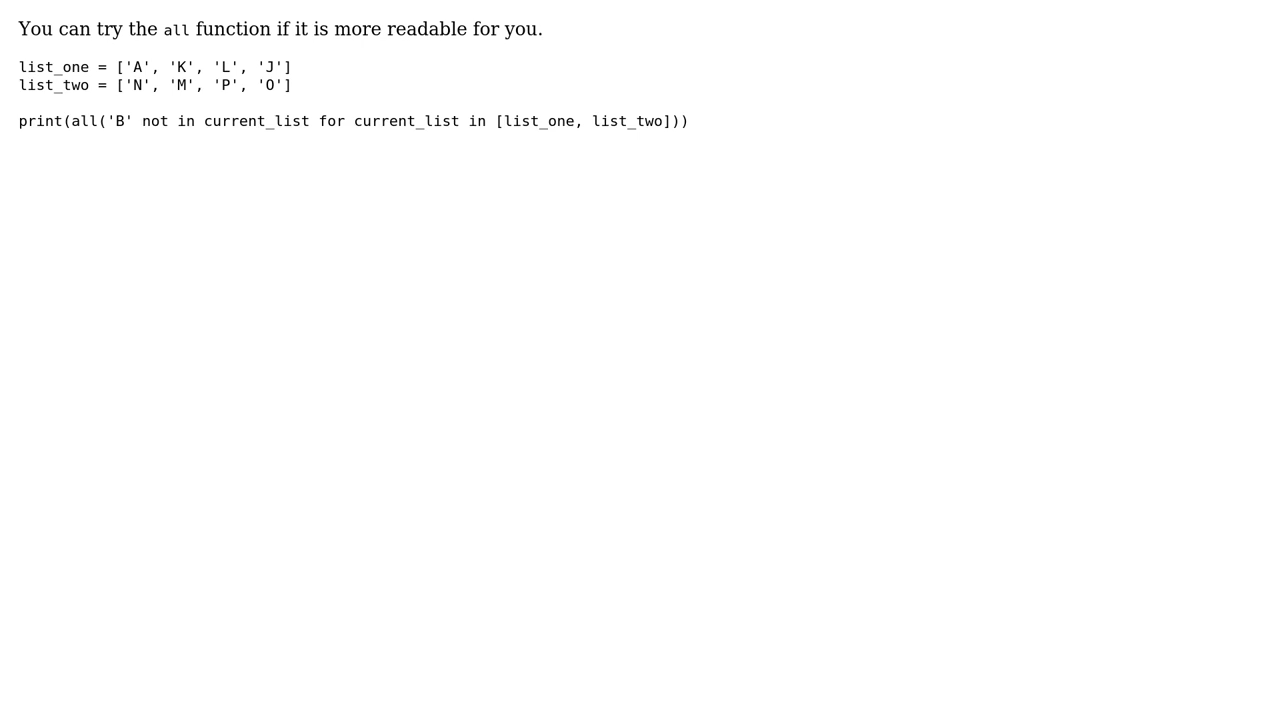 You can try the all function if it is more readable for you.
list_one = ['A', 'K', 'L', 'J']
list_two = ['N', 'M', 'P', 'O']
print(all('B' not in current_list for current_list in [list_one, list_two]))